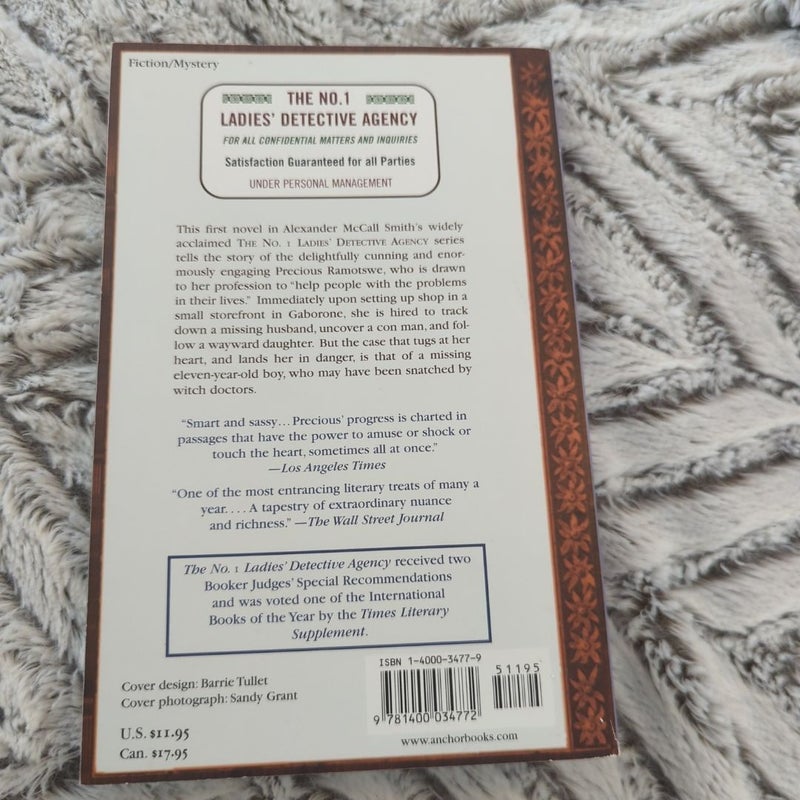 Fiction/Mystery
THE NO.1
LADIES' DETECTIVE AGENCY
FOR ALL CONFIDENTIAL MATTERS AND INQUIRIES
Satisfaction Guaranteed for all Parties
UNDER PERSONAL MANAGEMENT
This first novel in Alexander McCall Smith's widely
acclaimed THE NO. 1 LADIES' DETECTIVE AGENCY series
tells the story of the delightfully cunning and enor-
mously engaging Precious Ramotswe, who is drawn
to her profession to "help people with the problems
in their lives." Immediately upon setting up shop in a
small storefront in Gaborone, she is hired to track
down a missing husband, uncover a con man, and fol-
low a wayward daughter. But the case that tugs at her
heart, and lands her in danger, is that of a missing
eleven-year-old boy, who may have been snatched by
witch doctors.
"Smart and sassy... Precious' progress is charted in
passages that have the power to amuse or shock or
touch the heart, sometimes all at once."
—Los Angeles Times
"One of the most entrancing literary treats of many a
year.... A tapestry of extraordinary nuance
and richness." —The Wall Street Journal
The No. 1 Ladies' Detective Agency received two
Booker Judges' Special Recommendations
and was voted one of the International
Books of the Year by the Times Literary
Supplement.
Cover design: Barrie Tullet
Cover photograph: Sandy Grant
U.S. $11.95
Can. $17.95
ISBN 1-4000-3477-9
51195
9 781400 034772
www.anchorbooks.com